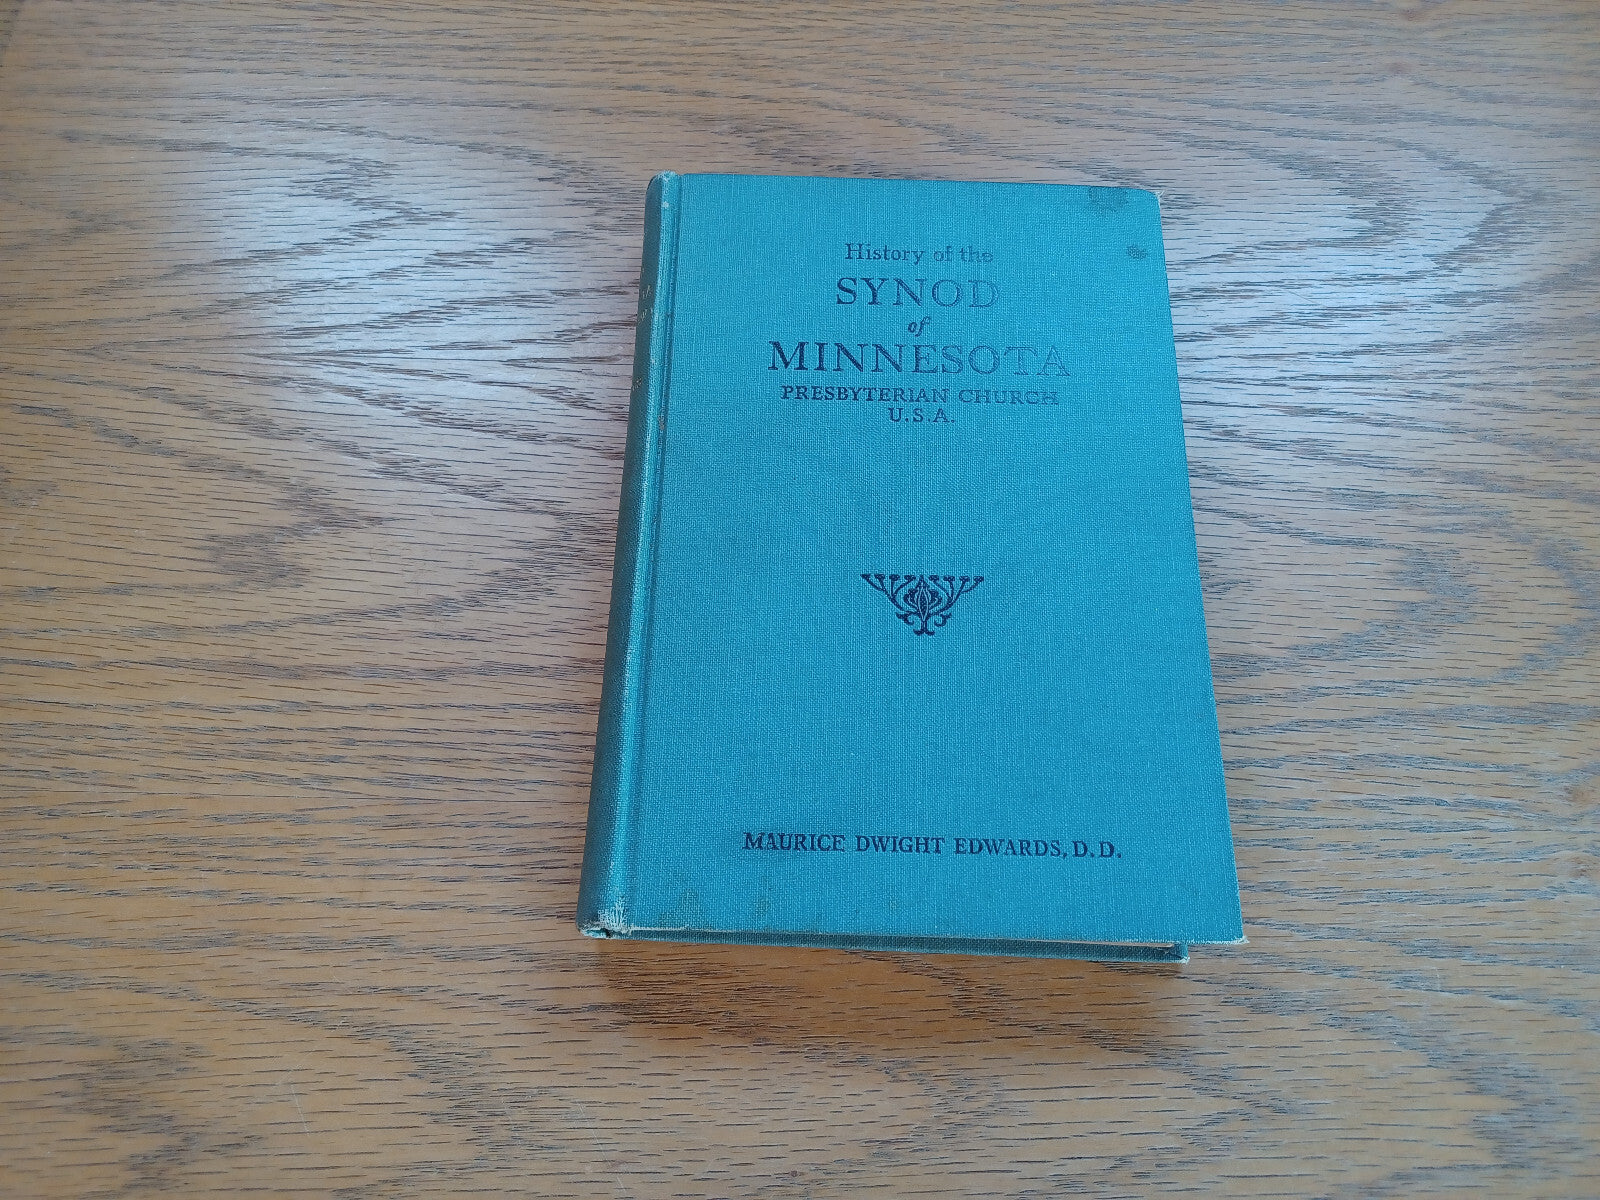 History of the
SYNOD
of
MINNESOTA
PRESBYTERIAN CHURCH
U.S.A.
MAURICE DWIGHT EDWARDS, D.D.